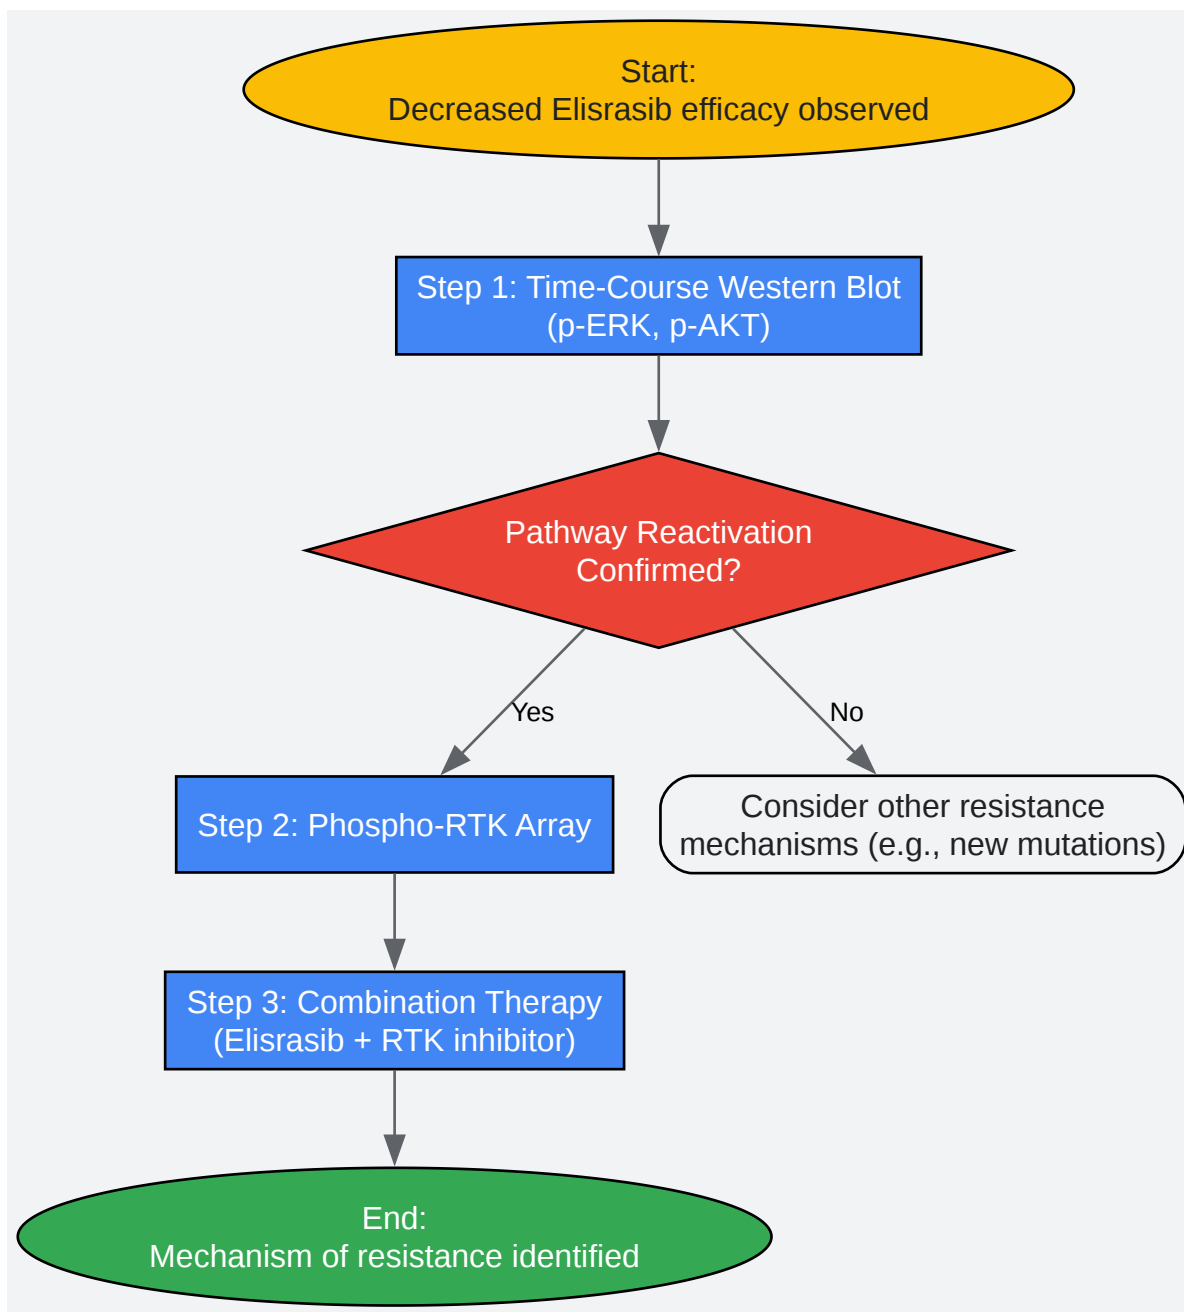 Start:
Decreased Elisrasib efficacy observed
Step 1: Time-Course Western Blot
(p-ERK, p-AKT)
Pathway Reactivation
Confirmed?
Yes
No
Step 2: Phospho-RTK Array
Consider other resistance
mechanisms (e.g., new mutations)
Step 3: Combination Therapy
(Elisrasib + RTK inhibitor)
End:
Mechanism of resistance identified